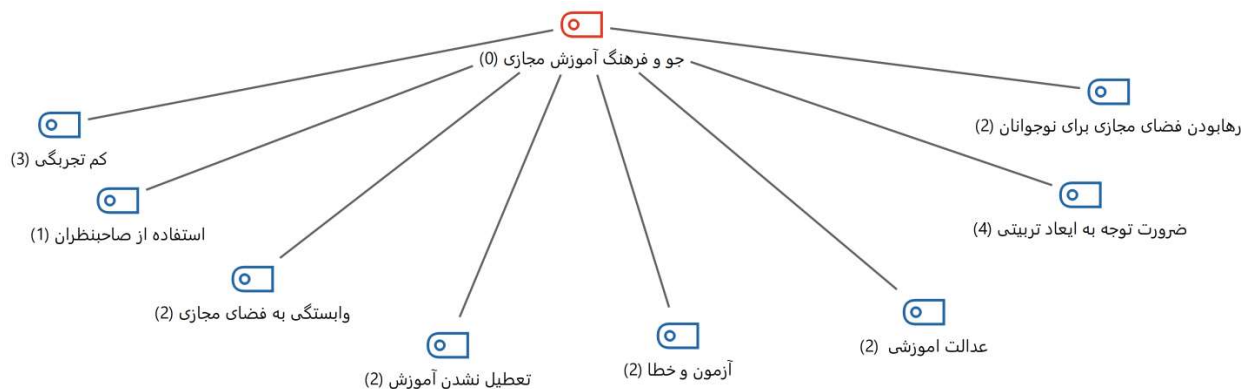 جو و فرهنگ آموزش مجازی (0)
رهابودن فضای مجازی برای نوجوانان (2)
کم تجربگی (3)
ضرورت توجه به ایعاد تربیتی (4)
استفاده از صاحبنظران (1)
وابستگی به فضای مجازی (2)
عدالت اموزشی (2)
آزمون و خطا (2)
تعطیل نشدن آموزش (2)